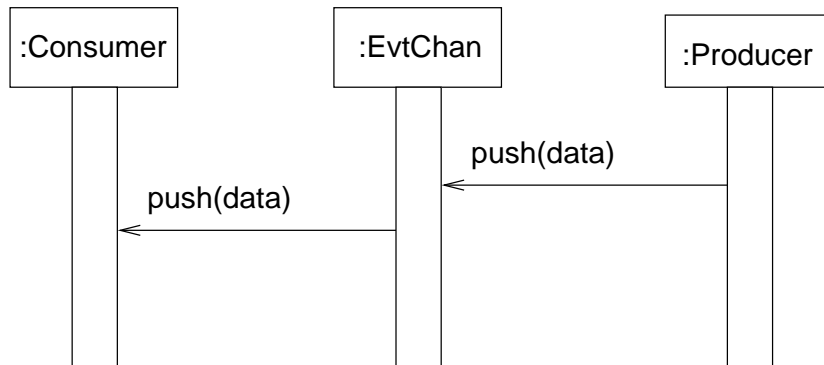 :Consumer
:EvtChan
:Producer
push(data)
push(data)